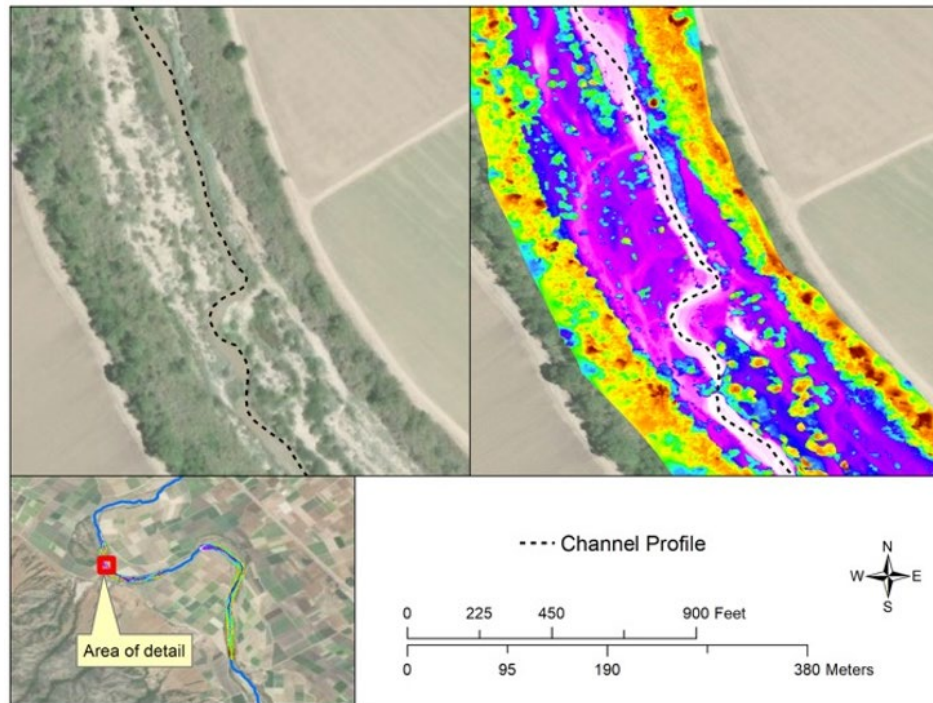 Area of detail
Channel Profile
N
W E
S
0 225 450 900 Feet
0 95 190 380 Meters